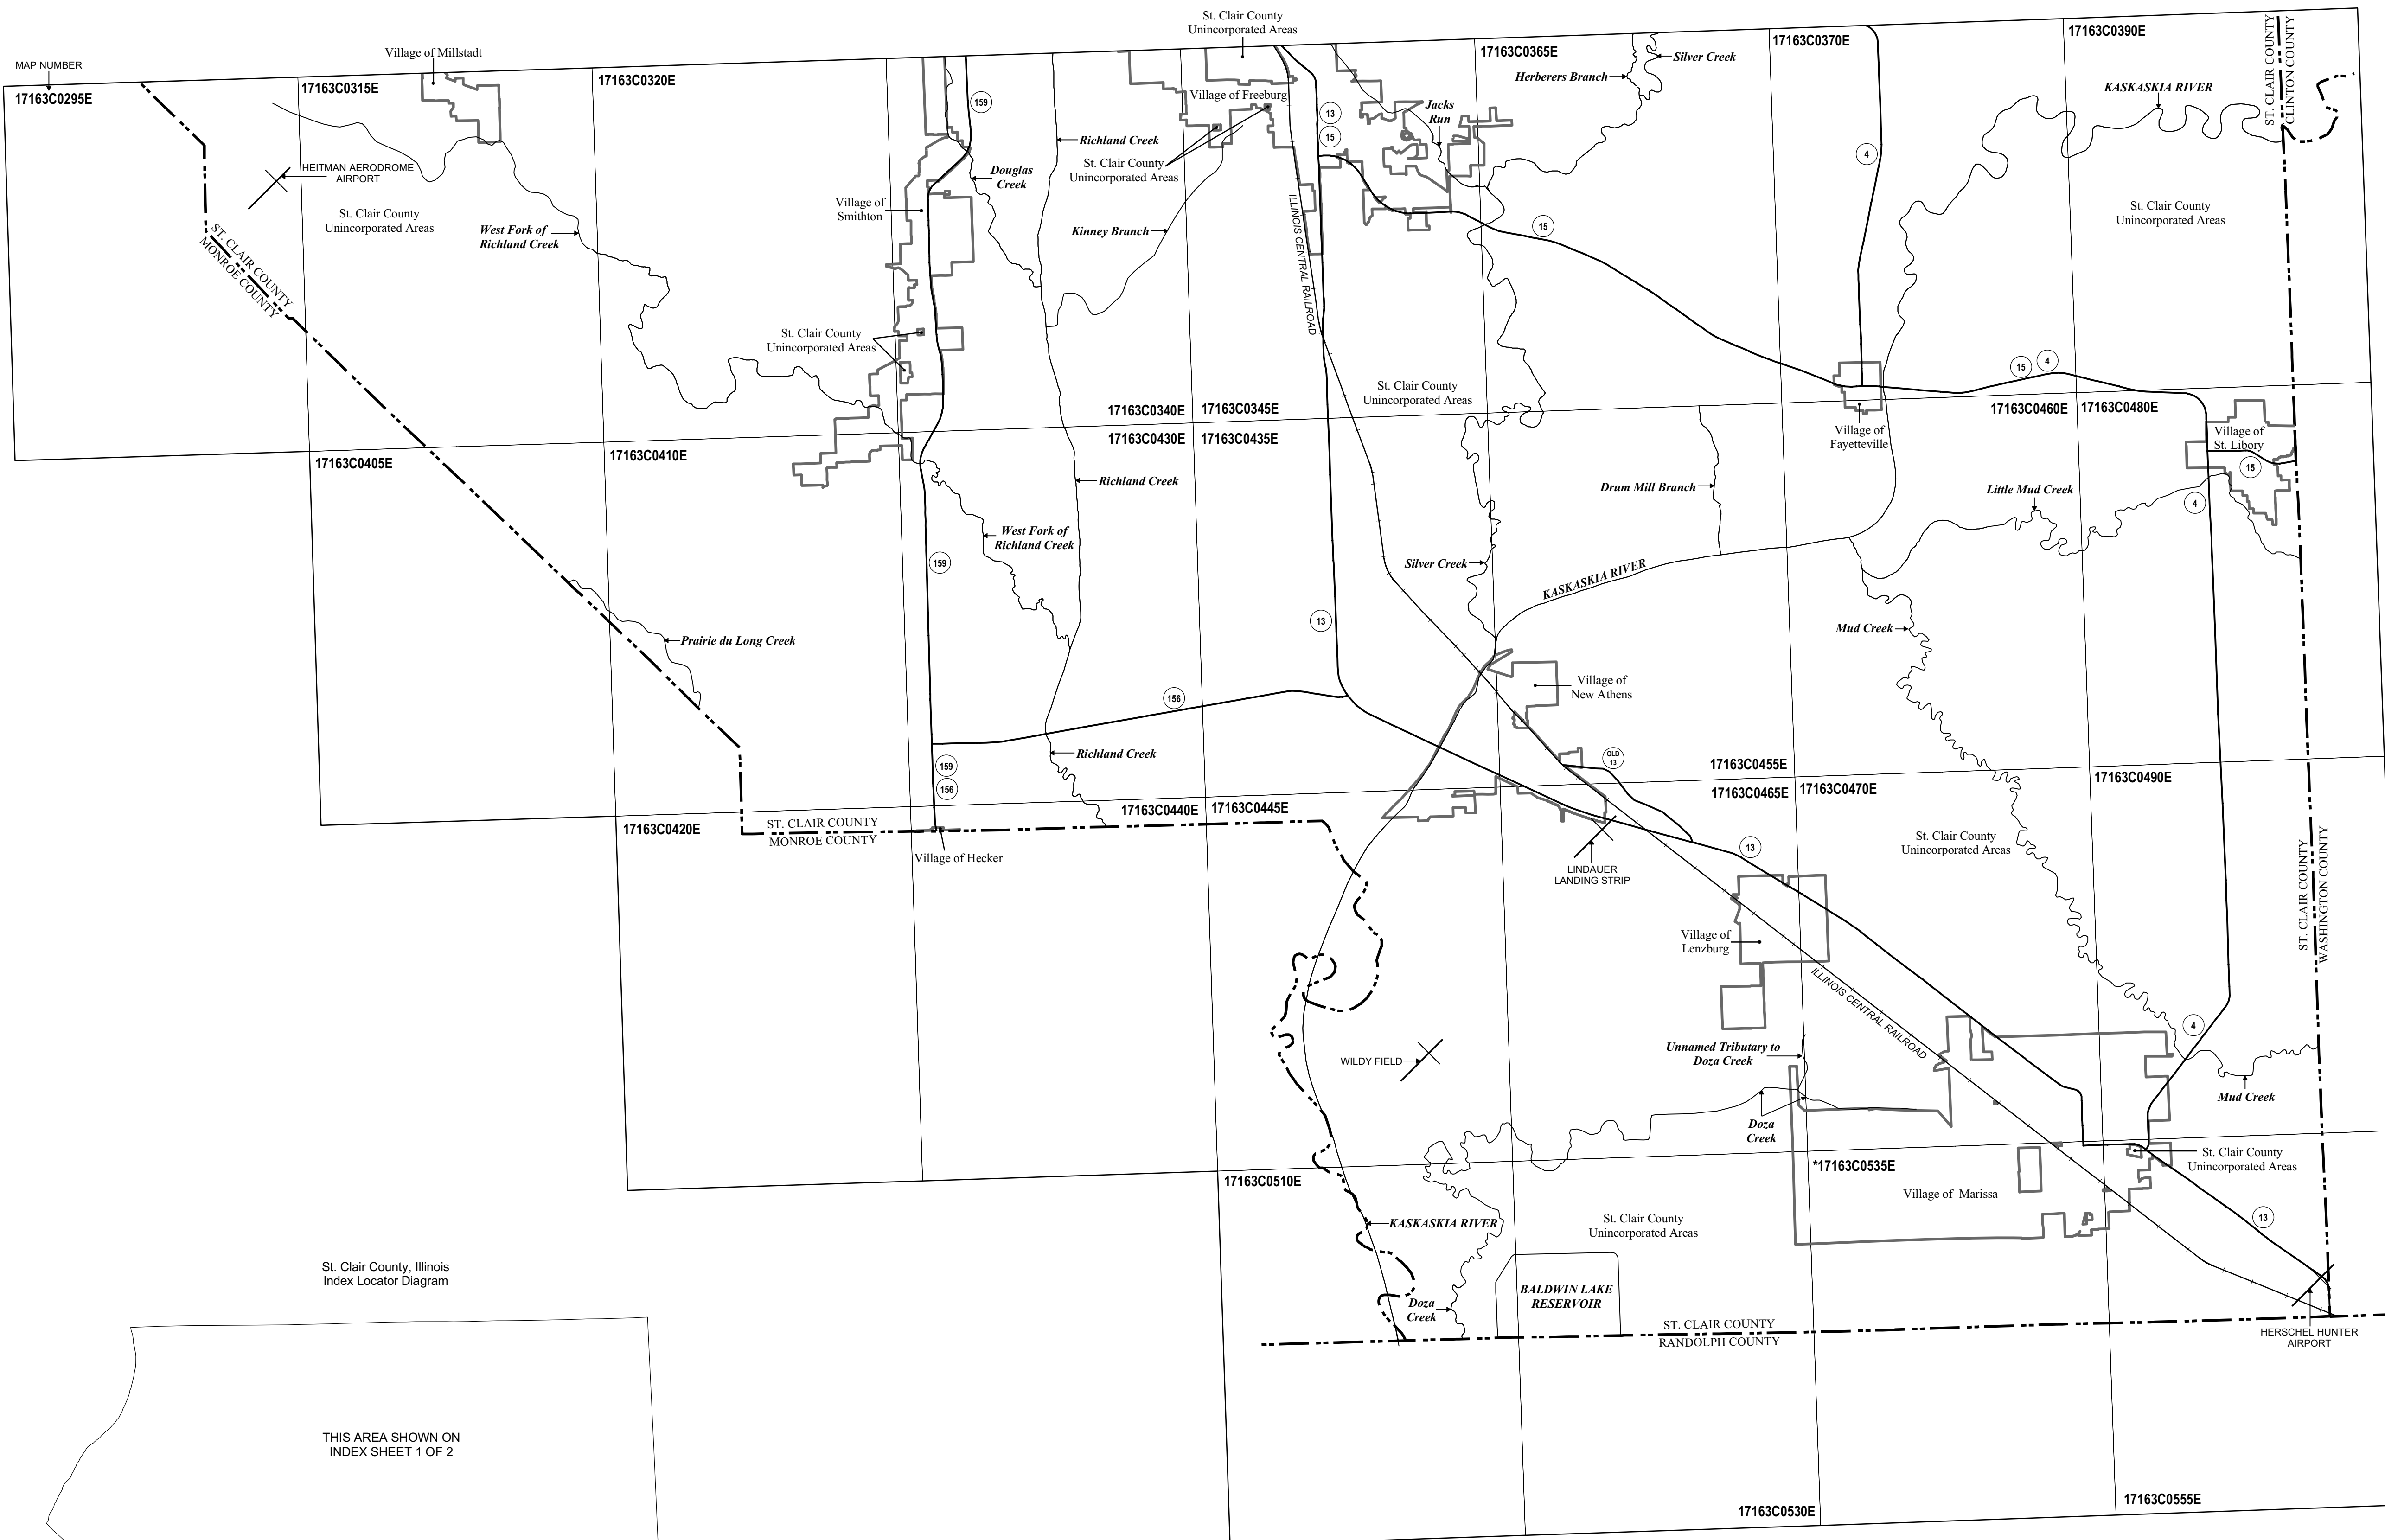 St. Clair County
Unincorporated Areas
MAP NUMBER
17163C0295E
17163C0315E
Village of Millstadt
17163C0320E
17163C0365E
17163C0370E
17163C0390E
Herberers Branch
Silver Creek
KASKASKIA RIVER
ST. CLAIR COUNTY
CLINTON COUNTY
Village of Freeburg
159
13
15
Jacks
Run
4
Richland Creek
St. Clair County
Unincorporated Areas
Douglas
Creek
HEITMAN AERODROME
AIRPORT
St. Clair County
Unincorporated Areas
West Fork of
Richland Creek
Village of
Smithton
Kinney Branch
ILLINOIS CENTRAL RAILROAD
15
St. Clair County
Unincorporated Areas
ST. CLAIR COUNTY
MONROE COUNTY
St. Clair County
Unincorporated Areas
St. Clair County
Unincorporated Areas
15
4
17163C0340E
17163C0345E
17163C0460E
17163C0480E
17163C0430E
17163C0435E
Village of
Fayetteville
Village of
St. Libory
15
17163C0405E
17163C0410E
Richland Creek
Drum Mill Branch
Little Mud Creek
4
West Fork of
Richland Creek
159
Silver Creek
KASKASKIA RIVER
13
Mud Creek
Prairie du Long Creek
156
Village of
New Athens
Richland Creek
159
156
OLD
13
17163C0455E
17163C0490E
17163C0465E
17163C0470E
17163C0440E
17163C0445E
17163C0420E
ST. CLAIR COUNTY
MONROE COUNTY
Village of Hecker
LINDAUER
LANDING STRIP
13
St. Clair County
Unincorporated Areas
ST. CLAIR COUNTY
WASHINGTON COUNTY
Village of
Lenzburg
ILLINOIS CENTRAL RAILROAD
4
WILDY FIELD
Unnamed Tributary to
Doza Creek
Mud Creek
Doza
Creek
17163C0510E
*17163C0535E
St. Clair County
Unincorporated Areas
Village of Marissa
KASKASKIA RIVER
St. Clair County
Unincorporated Areas
13
St. Clair County, Illinois
Index Locator Diagram
BALDWIN LAKE
RESERVOIR
Doza
Creek
ST. CLAIR COUNTY
RANDOLPH COUNTY
HERSCHEL HUNTER
AIRPORT
THIS AREA SHOWN ON
INDEX SHEET 1 OF 2
17163C0530E
17163C0555E